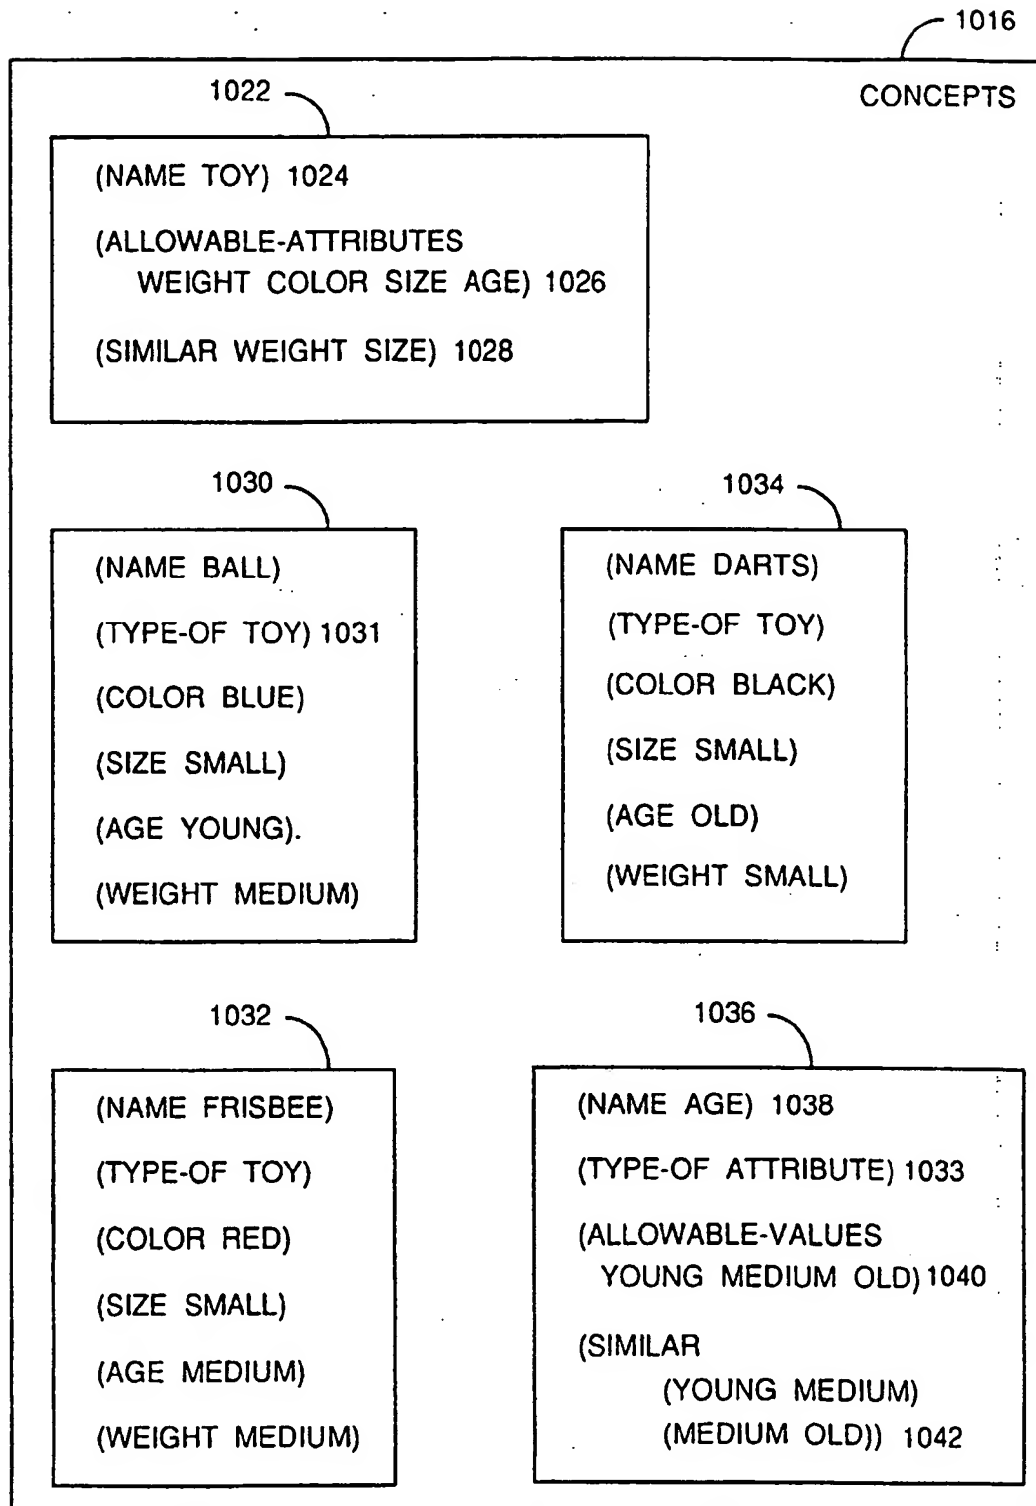 1016
CONCEPTS
1022
(NAME TOY) 1024
(ALLOWABLE-ATTRIBUTES
WEIGHT COLOR SIZE AGE) 1026
(SIMILAR WEIGHT SIZE) 1028
1030
(NAME BALL)
(TYPE-OF TOY) 1031
(COLOR BLUE)
(SIZE SMALL)
(AGE YOUNG).
(WEIGHT MEDIUM)
1034
(NAME DARTS)
(TYPE-OF TOY)
(COLOR BLACK)
(SIZE SMALL)
(AGE OLD)
(WEIGHT SMALL)
1032
(NAME FRISBEE)
(TYPE-OF TOY)
(COLOR RED)
(SIZE SMALL)
(AGE MEDIUM)
(WEIGHT MEDIUM)
1036
(NAME AGE) 1038
(TYPE-OF ATTRIBUTE) 1033
(ALLOWABLE-VALUES
YOUNG MEDIUM OLD) 1040
(SIMILAR
(YOUNG MEDIUM)
(MEDIUM OLD)) 1042